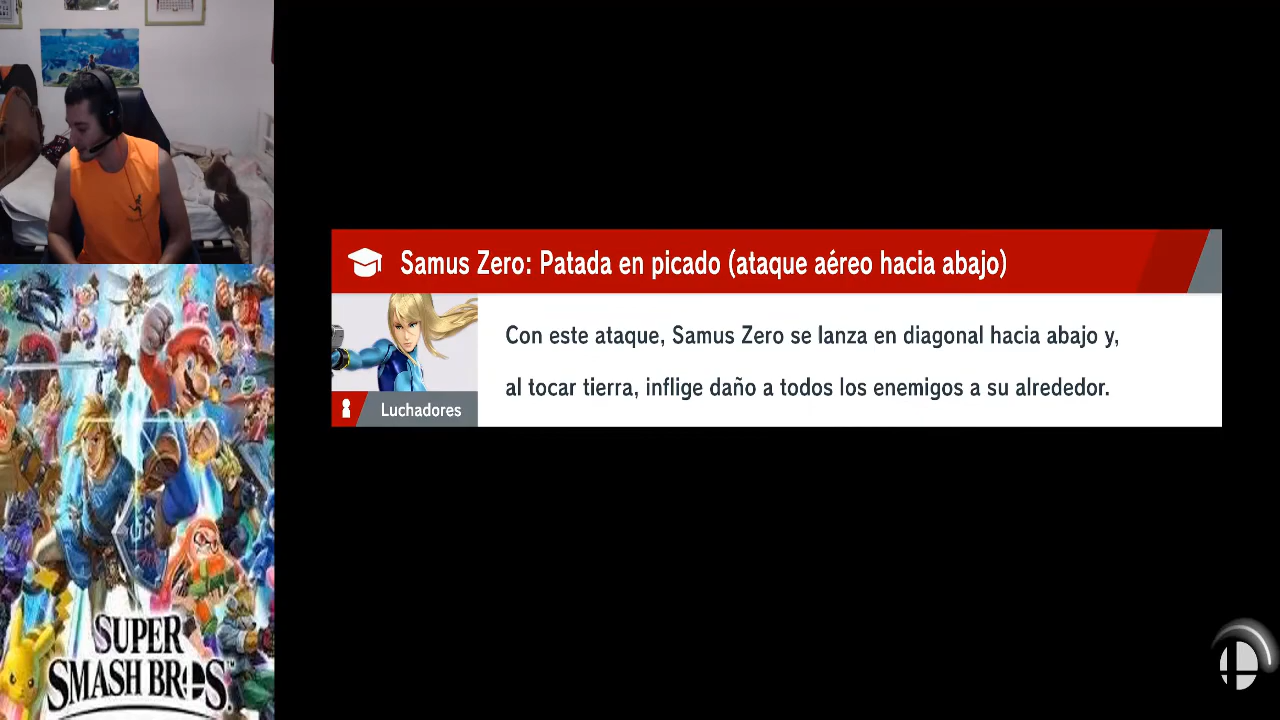 Samus Zero: Patada en picado (ataque aéreo hacia abajo)
Con este ataque, Samus Zero se lanza en diagonal hacia abajo y,
al tocar tierra, inflige daño a todos los enemigos a su alrededor.
Luchadores
SUPER
SMASH BROS.™